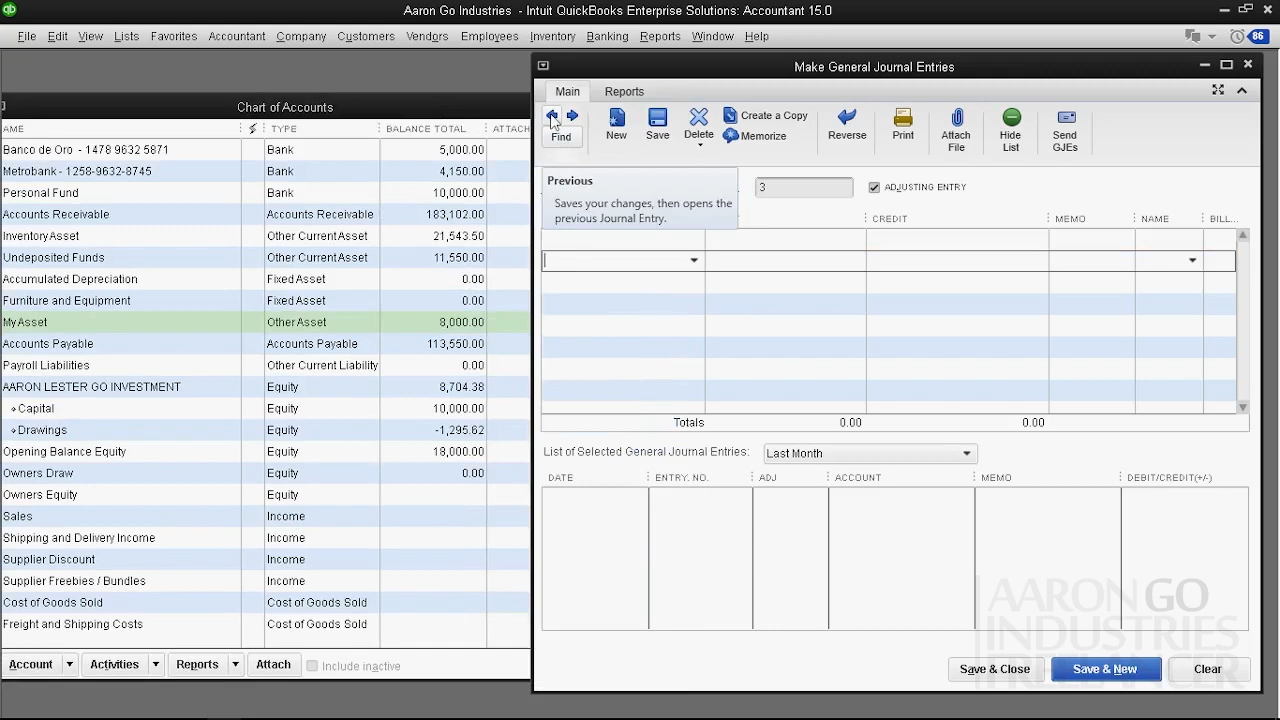 Aaron Go Industries - Intuit QuickBooks Enterprise Solutions: Accountant 15.0
File Edit View Lists Favorites Accountant Company Customers Vendors Employees Inventory Banking Reports Window Help
86
Chart of Accounts
AME TYPE BALANCE TOTAL ATTACH
Banco de Oro - 1478 9632 5871 Bank 5,000.00
Metrobank - 1258-9632-8745 Bank 4,150.00
Personal Fund Bank 10,000.00
Accounts Receivable Accounts Receivable 183,102.00
Inventory Asset Other Current Asset 21,543.50
Undeposited Funds Other Current Asset 11,550.00
Accumulated Depreciation Fixed Asset 0.00
Furniture and Equipment Fixed Asset 0.00
My Asset Other Asset 8,000.00
Accounts Payable Accounts Payable 113,550.00
Payroll Liabilities Other Current Liability 0.00
AARON LESTER GO INVESTMENT Equity 8,704.38
Capital Equity 10,000.00
Drawings Equity -1,295.62
Opening Balance Equity Equity 18,000.00
Owners Draw Equity 0.00
Owners Equity Equity
Sales Income
Shipping and Delivery Income Income
Supplier Discount Income
Supplier Freebies / Bundles Income
Cost of Goods Sold Cost of Goods Sold
Freight and Shipping Costs Cost of Goods Sold
Account Activities Reports Attach Include inactive
Make General Journal Entries
Main Reports
Find New Save Delete Create a Copy Memorize Reverse Print Attach File Hide List Send GJEs
Previous
Saves your changes, then opens the
previous Journal Entry.
3 ADJUSTING ENTRY
CREDIT MEMO NAME BILL...
Totals 0.00 0.00
List of Selected General Journal Entries: Last Month
DATE ENTRY. NO. ADJ ACCOUNT MEMO DEBIT/CREDIT(+/-)
AARON GO
INDUSTRIES
FREELANCER
Save & Close Save & New Clear